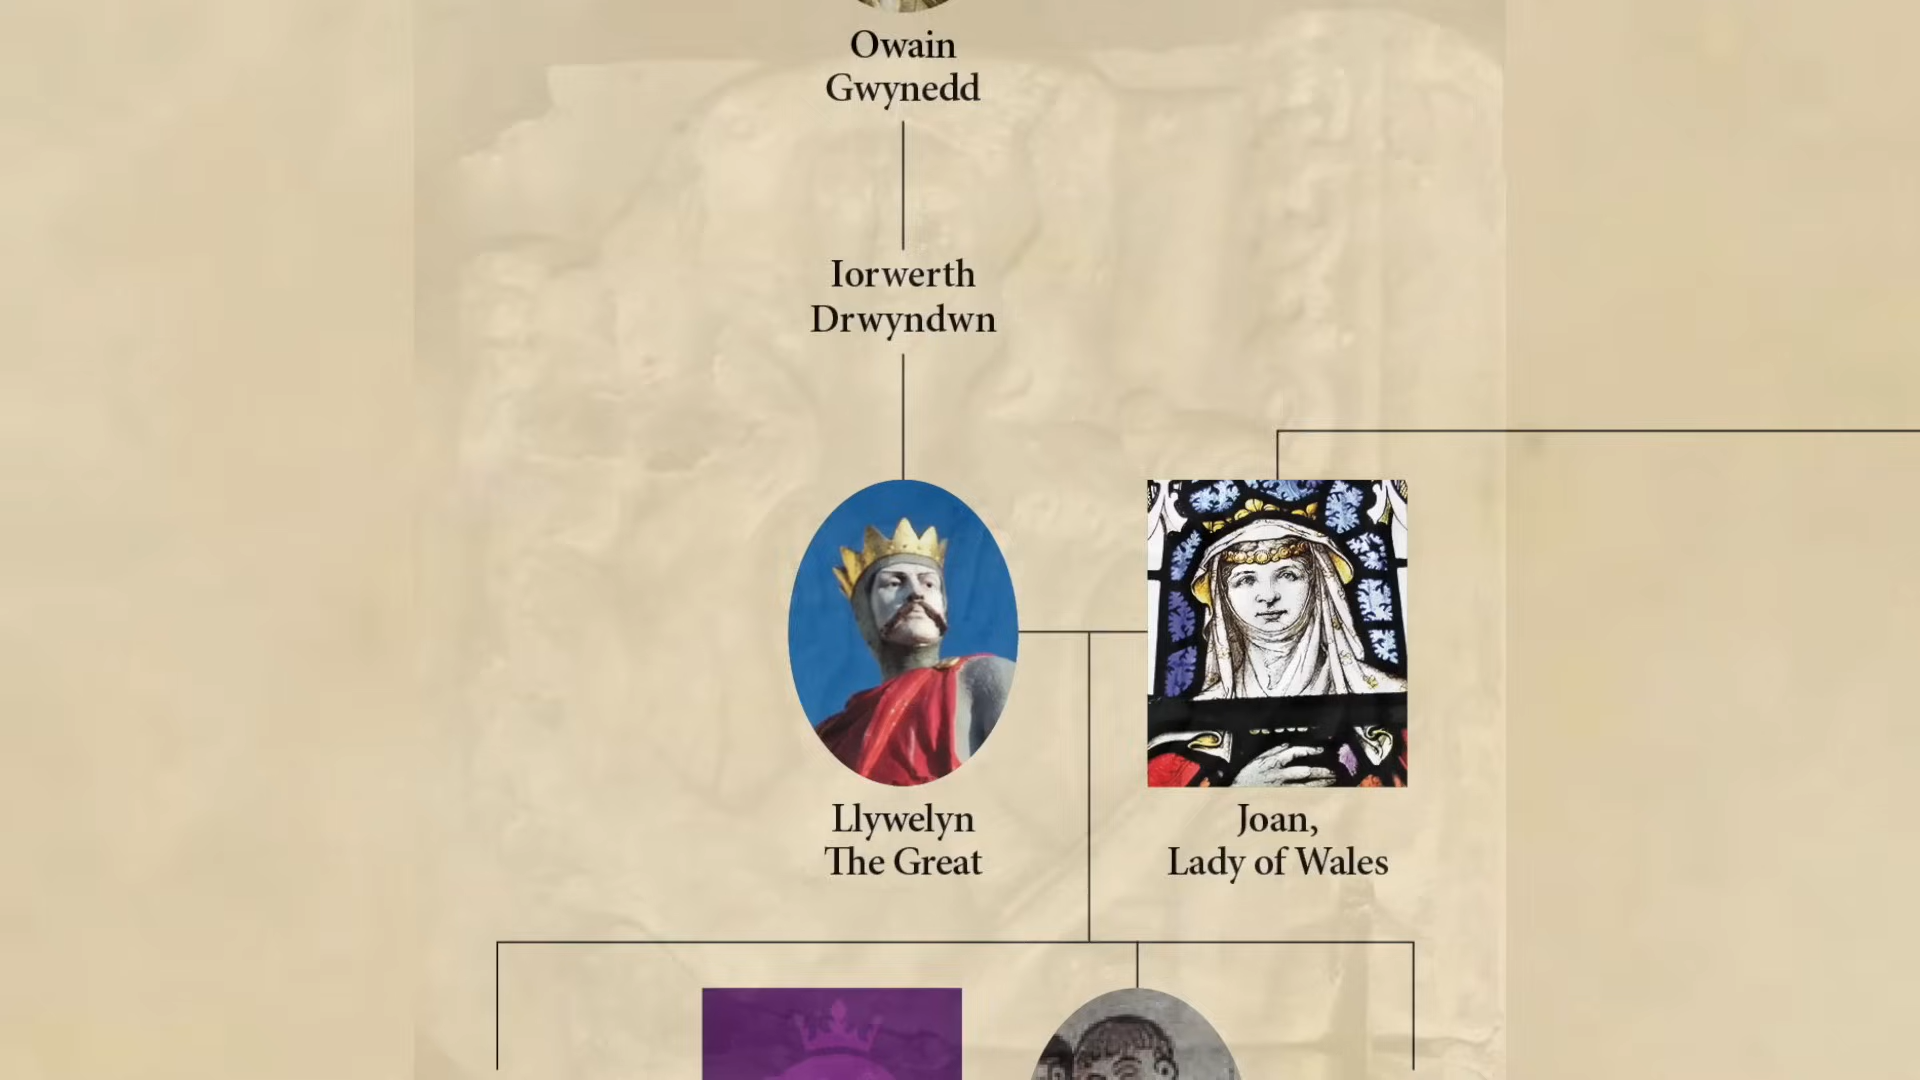 Owain
Gwynedd
Iorwerth
Drwyndwn
Llywelyn
The Great
Joan,
Lady of Wales